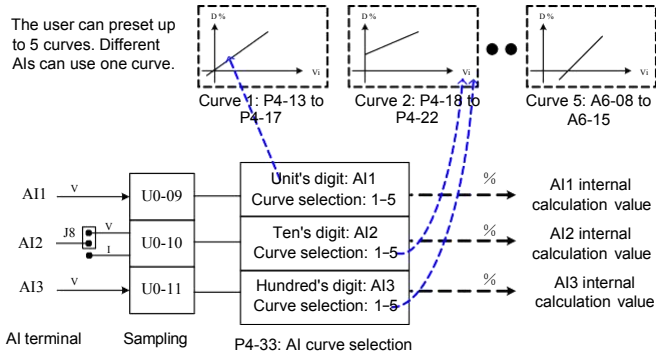 The user can preset up
to 5 curves. Different
AIs can use one curve.
D%
Vi
Curve 1: P4-13 to
P4-17
D%
Vi
Curve 2: P4-18 to
P4-22
D%
Vi
Curve 5: A6-08 to
A6-15
AI1
V
U0-09
Unit's digit: AI1
Curve selection: 1–5
%
AI1 internal
calculation value
AI2
J8
V
I
U0-10
Ten's digit: AI2
Curve selection: 1–5
%
AI2 internal
calculation value
AI3
V
U0-11
Hundred's digit: AI3
Curve selection: 1–5
%
AI3 internal
calculation value
AI terminal
Sampling
P4-33: AI curve selection